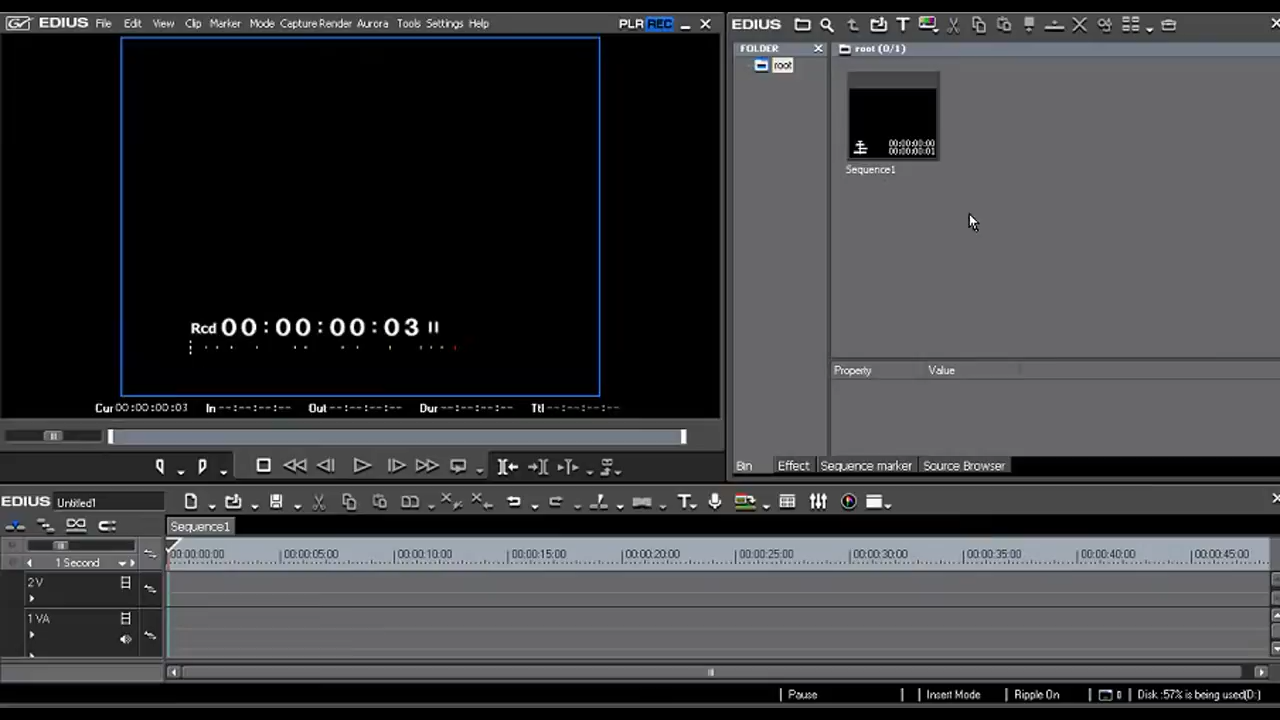 EDIUS File Edit View Clip Marker Mode Capture Render Aurora Tools Settings Help
PLR REC
Rcd 00:00:00:03
Cur 00:00:00:03 In --:--:--:-- Out --:--:--:-- Dur --:--:--:-- Ttl --:--:--:--
EDIUS
FOLDER
root (0/1)
root
00:00:00:00
00:00:00:01
Sequence1
Property Value
Bin Effect Sequence marker Source Browser
EDIUS Untitled1
Sequence1
1 Second
00:00:00:00 00:00:05:00 00:00:10:00 00:00:15:00 00:00:20:00 00:00:25:00 00:00:30:00 00:00:35:00 00:00:40:00 00:00:45:00
2 V
1 VA
Pause Insert Mode Ripple On 0 Disk :57% is being used(D:)